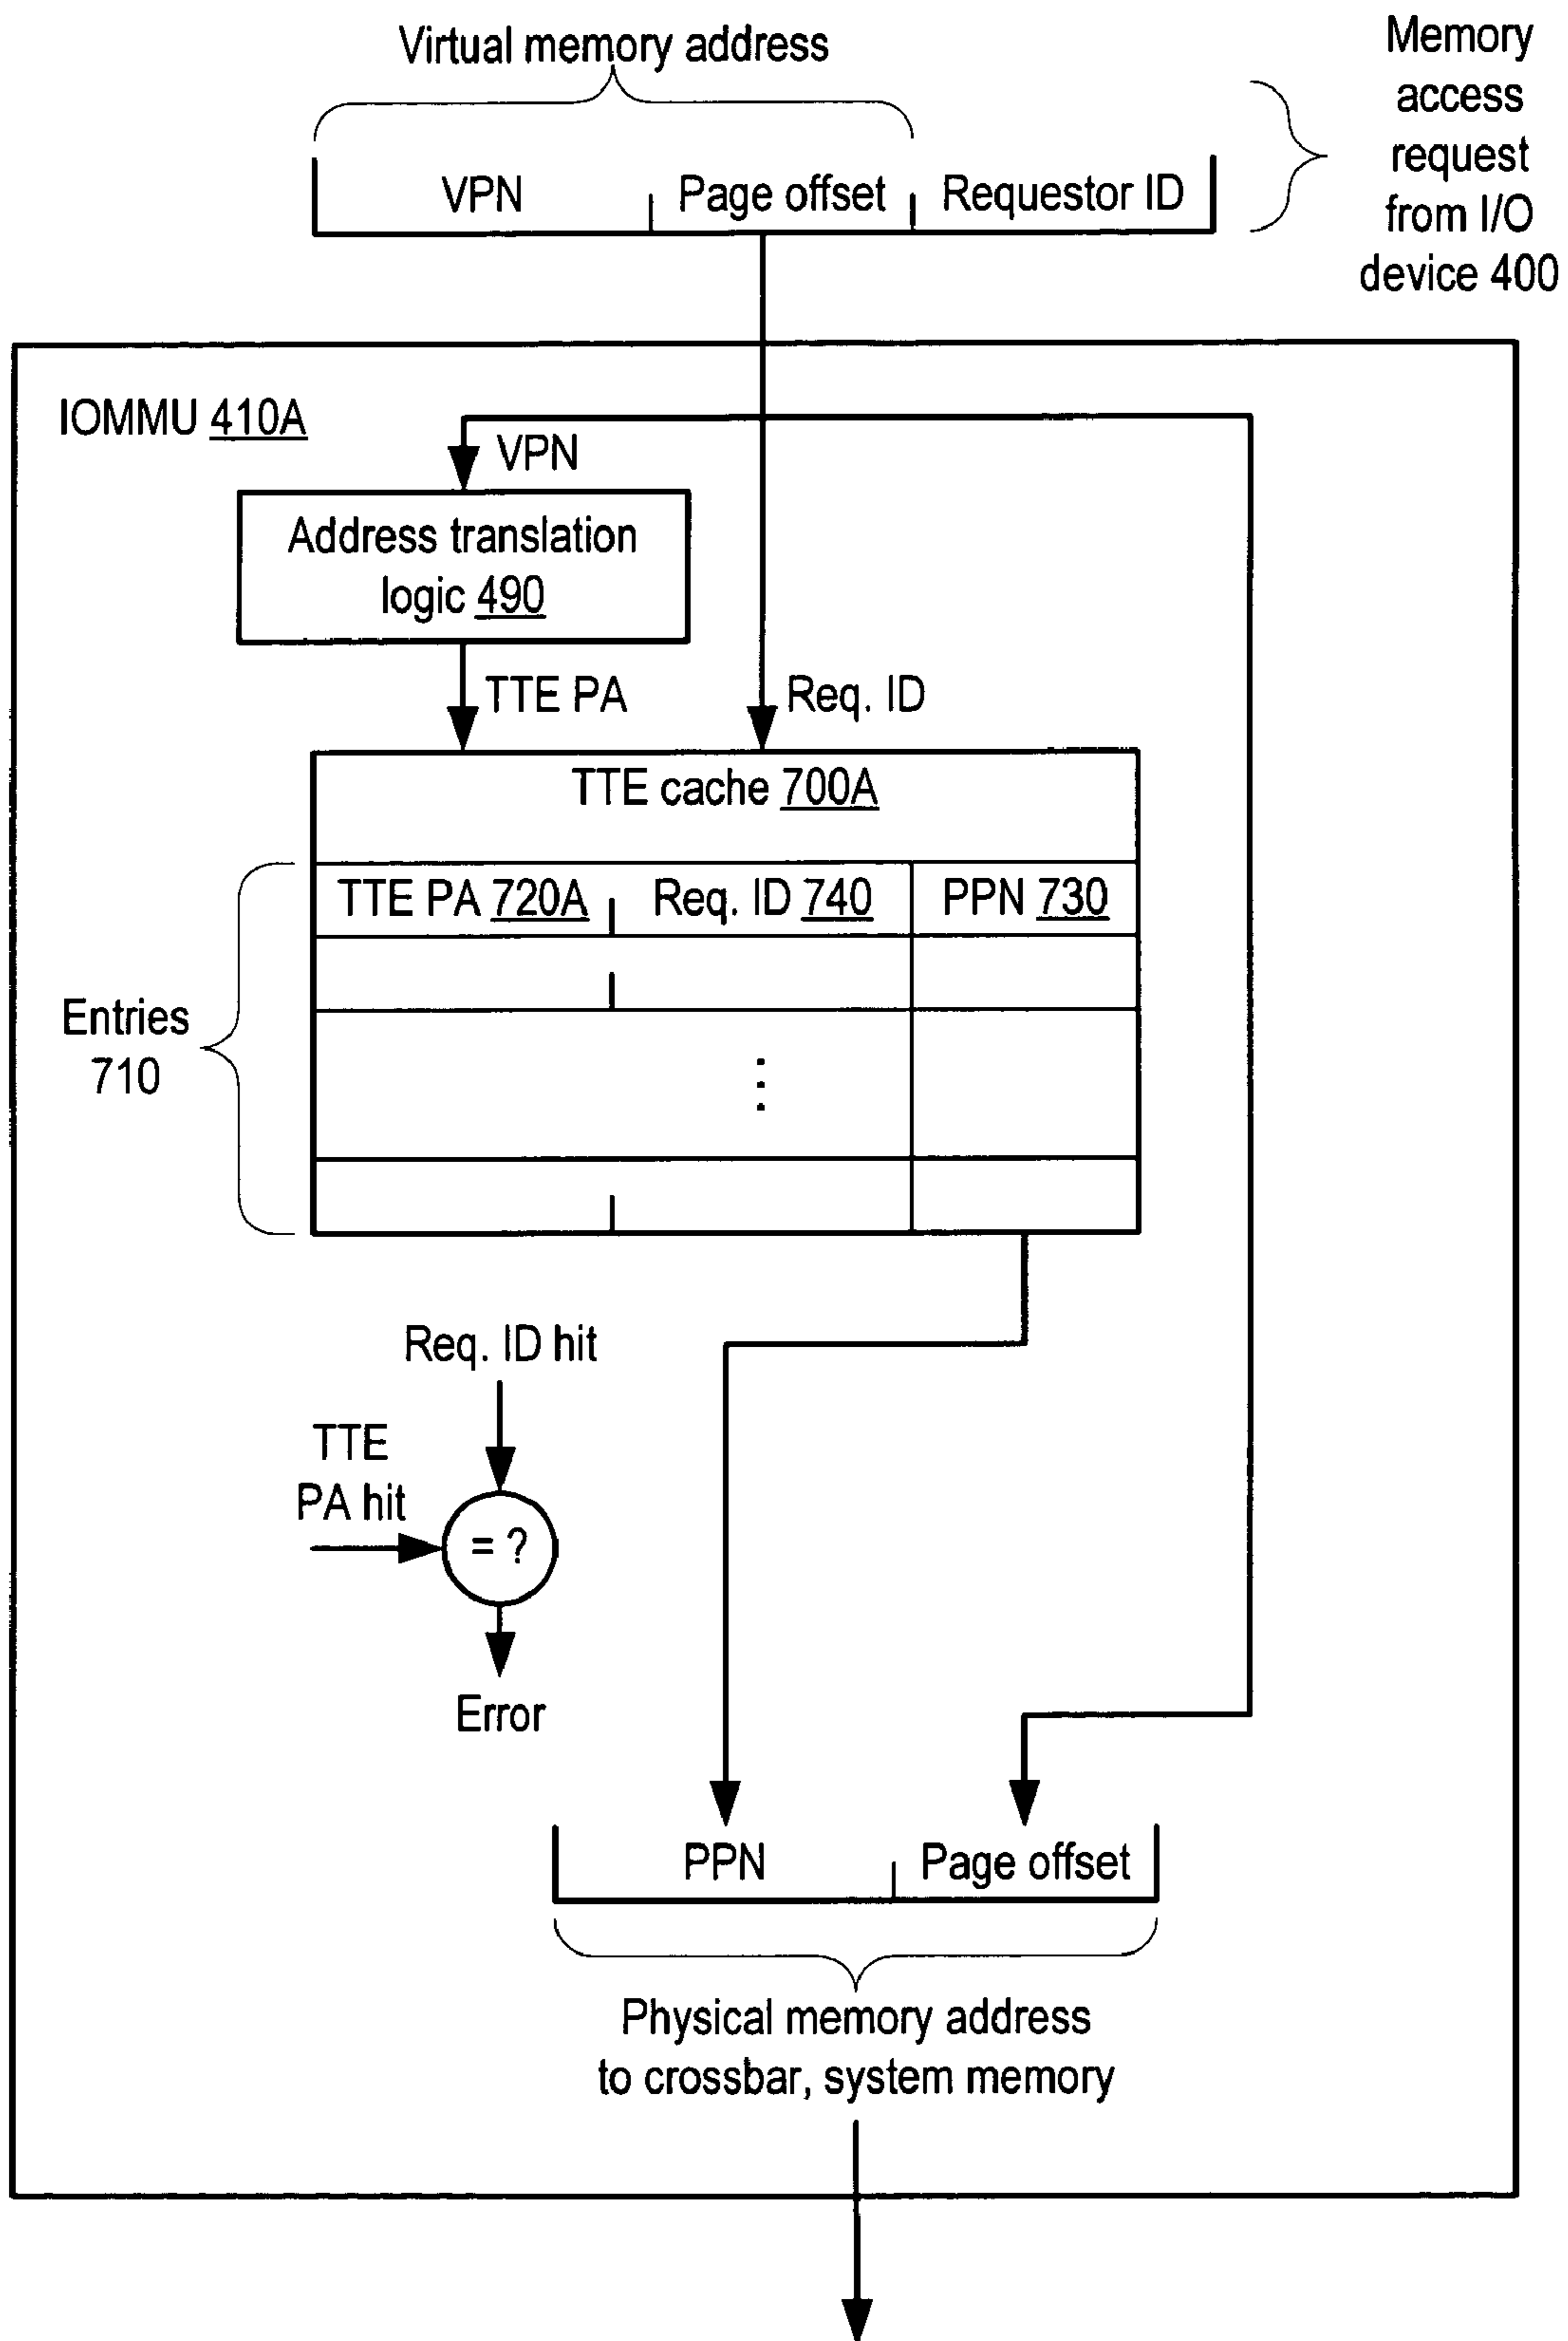 Virtual memory address
Memory
access
request
from I/O
device 400
VPN
Page offset
Requestor ID
IOMMU 410A
VPN
Address translation
logic 490
TTE PA
Req. ID
TTE cache 700A
TTE PA 720A
Req. ID 740
PPN 730
Entries
710
Req. ID hit
TTE
PA hit
= ?
Error
PPN
Page offset
Physical memory address
to crossbar, system memory